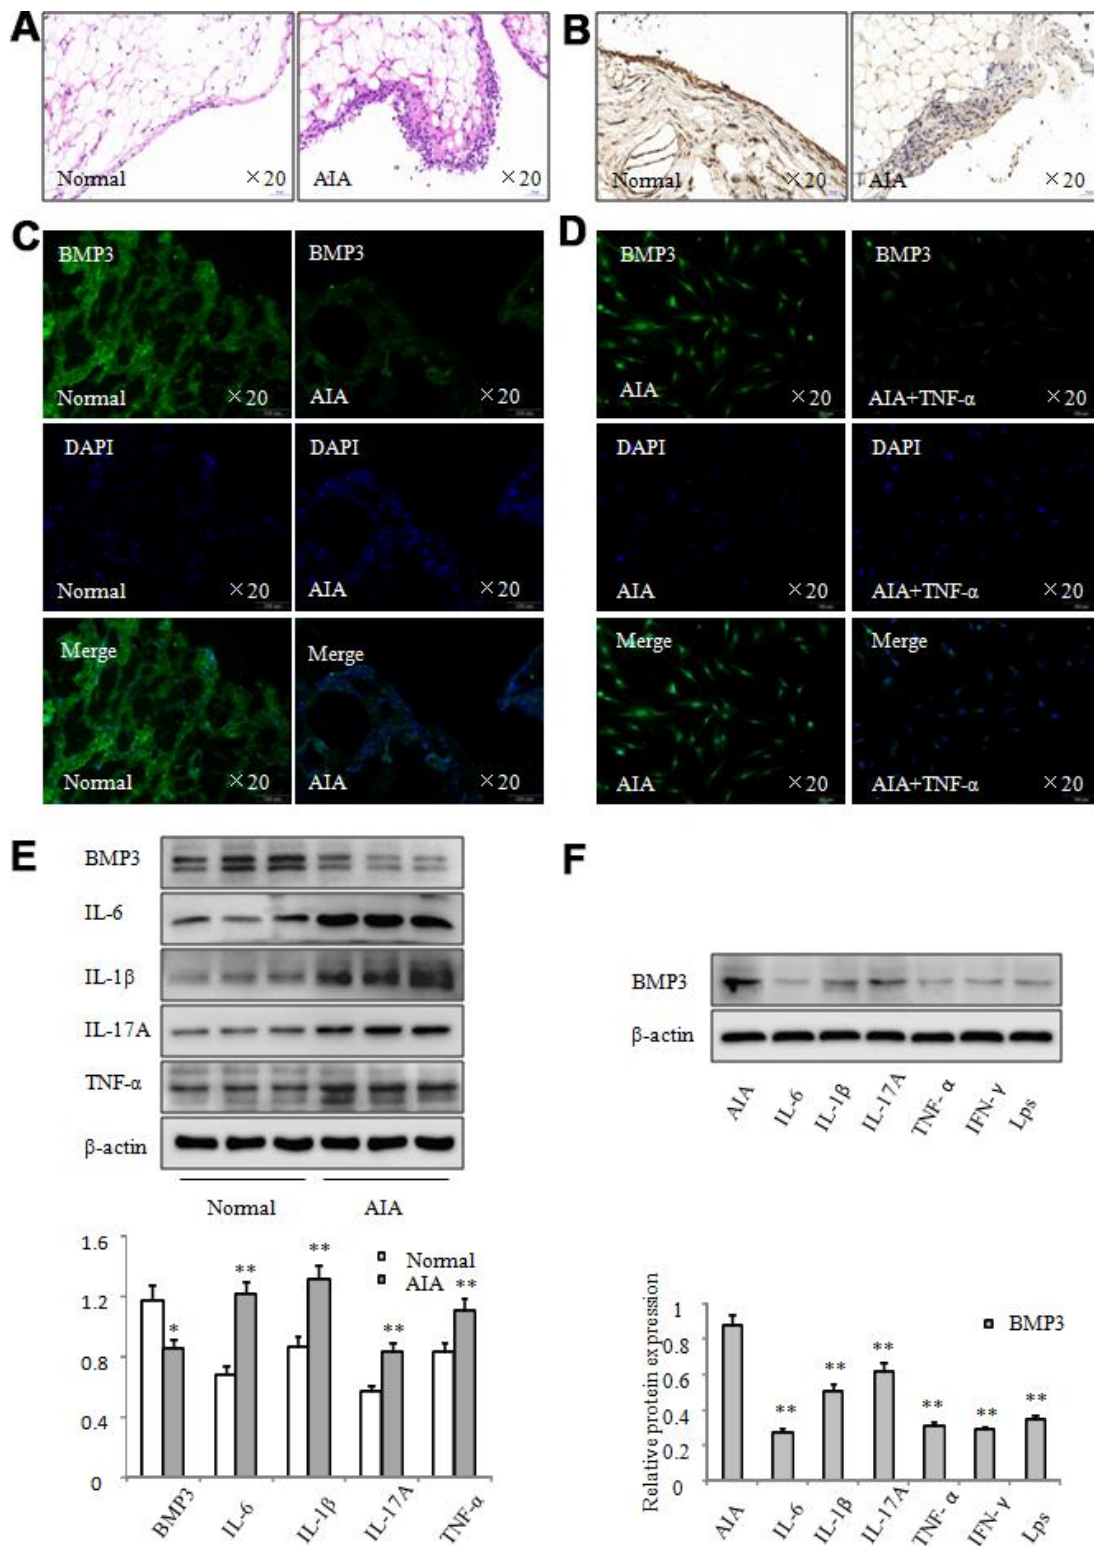 A
B
Normal ×20
AIA ×20
Normal ×20
AIA ×20
C
D
BMP3
Normal ×20
BMP3
AIA ×20
BMP3
AIA ×20
BMP3
AIA+TNF-α ×20
DAPI
Normal ×20
DAPI
AIA ×20
DAPI
AIA ×20
DAPI
AIA+TNF-α ×20
Merge
Normal ×20
Merge
AIA ×20
Merge
AIA ×20
Merge
AIA+TNF-α ×20
E
BMP3
IL-6
IL-1β
IL-17A
TNF-α
β-actin
Normal AIA
1.6
1.2
0.8
0.4
0
Normal
AIA
*
**
**
**
**
BMP3
IL-6
IL-1β
IL-17A
TNF-α
F
BMP3
β-actin
AIA
IL-6
IL-1β
IL-17A
TNF- α
IFN- γ
Lps
Relative protein expression
1
0.8
0.6
0.4
0.2
0
BMP3
**
**
**
**
**
**
AIA
IL-6
IL-1β
IL-17A
TNF- α
IFN- γ
Lps